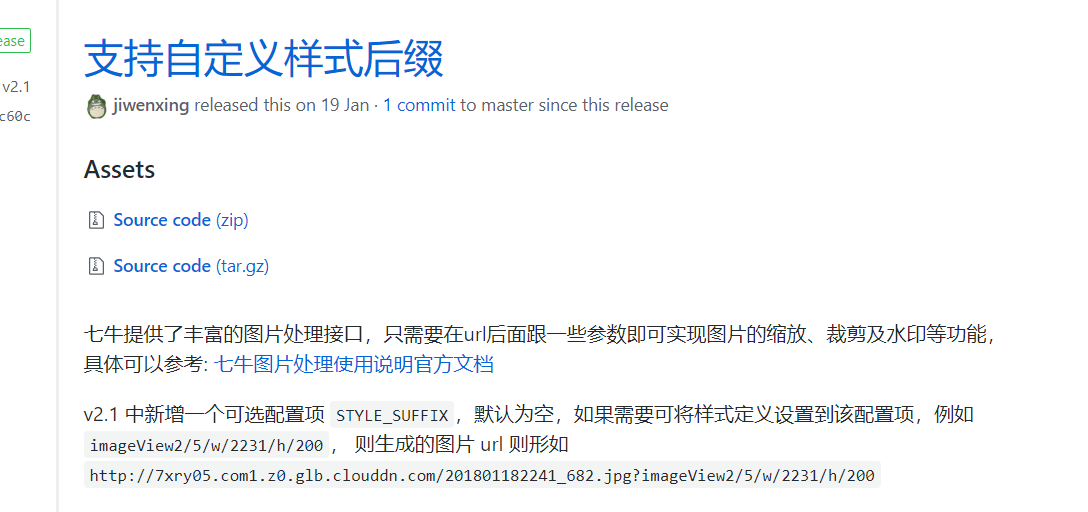 支持自定义样式后缀
ease
jiwenxing released this on 19 Jan · 1 commit to master since this release
v2.1
c60c
Assets
Source code (zip)
Source code (tar.gz)
七牛提供了丰富的图片处理接口，只需要在url后面跟一些参数即可实现图片的缩放、裁剪及水印等功能，
具体可以参考: 七牛图片处理使用说明官方文档
v2.1 中新增一个可选配置项 STYLE_SUFFIX，默认为空，如果需要可将样式定义设置到该配置项，例如
imageView2/5/w/2231/h/200 ， 则生成的图片 url 则形如
http://7xry05.com1.z0.glb.clouddn.com/201801182241_682.jpg?imageView2/5/w/2231/h/200